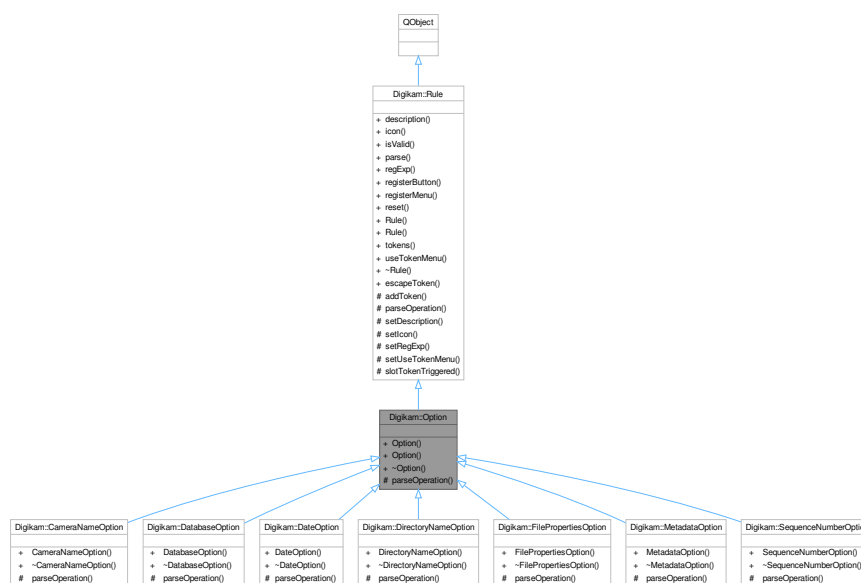 QObject
Digikam::Rule
+ description()
+ icon()
+ isValid()
+ parse()
+ regExp()
+ registerButton()
+ registerMenu()
+ reset()
+ Rule()
+ Rule()
+ tokens()
+ useTokenMenu()
+ ~Rule()
+ escapeToken()
# addToken()
# parseOperation()
# setDescription()
# setIcon()
# setRegExp()
# setUseTokenMenu()
# slotTokenTriggered()
Digikam::Option
+ Option()
+ Option()
+ ~Option()
# parseOperation()
Digikam::CameraNameOption
+ CameraNameOption()
+ ~CameraNameOption()
# parseOperation()
Digikam::DatabaseOption
+ DatabaseOption()
+ ~DatabaseOption()
# parseOperation()
Digikam::DateOption
+ DateOption()
+ ~DateOption()
# parseOperation()
Digikam::DirectoryNameOption
+ DirectoryNameOption()
+ ~DirectoryNameOption()
# parseOperation()
Digikam::FilePropertiesOption
+ FilePropertiesOption()
+ ~FilePropertiesOption()
# parseOperation()
Digikam::MetadataOption
+ MetadataOption()
+ ~MetadataOption()
# parseOperation()
Digikam::SequenceNumberOptio
+ SequenceNumberOption()
+ ~SequenceNumberOption()
# parseOperation()